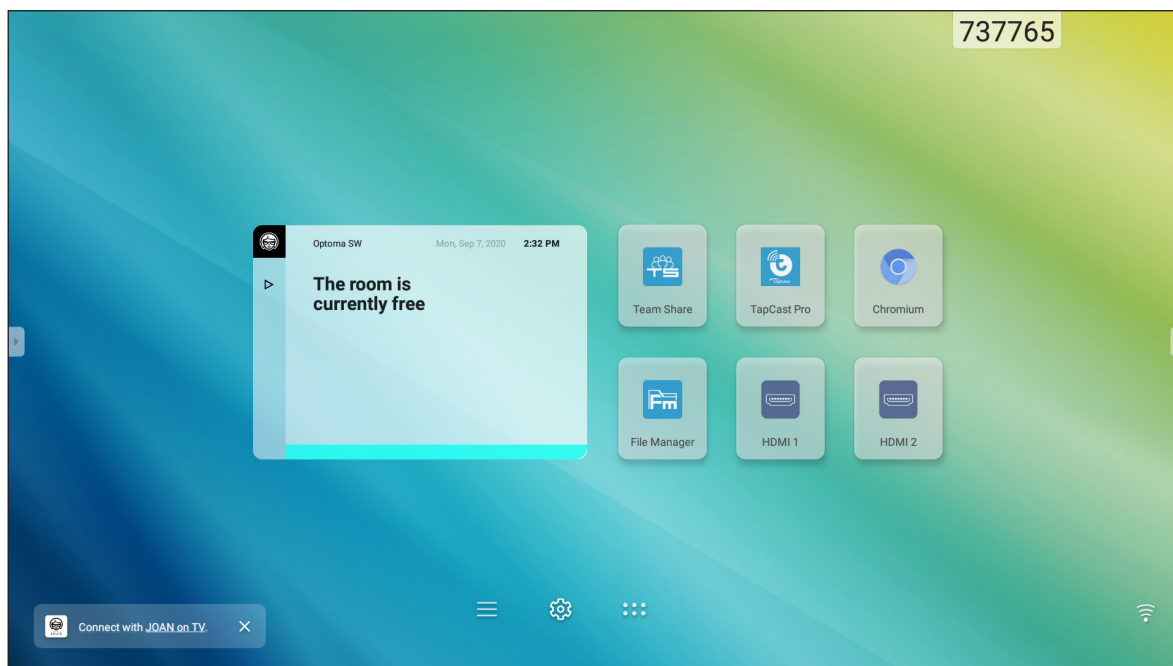 737765
Optoma SW Mon, Sep 7, 2020 2:32 PM
The room is
currently free
Team Share
TapCast Pro
Chromium
File Manager
HDMI 1
HDMI 2
Connect with JOAN on TV.